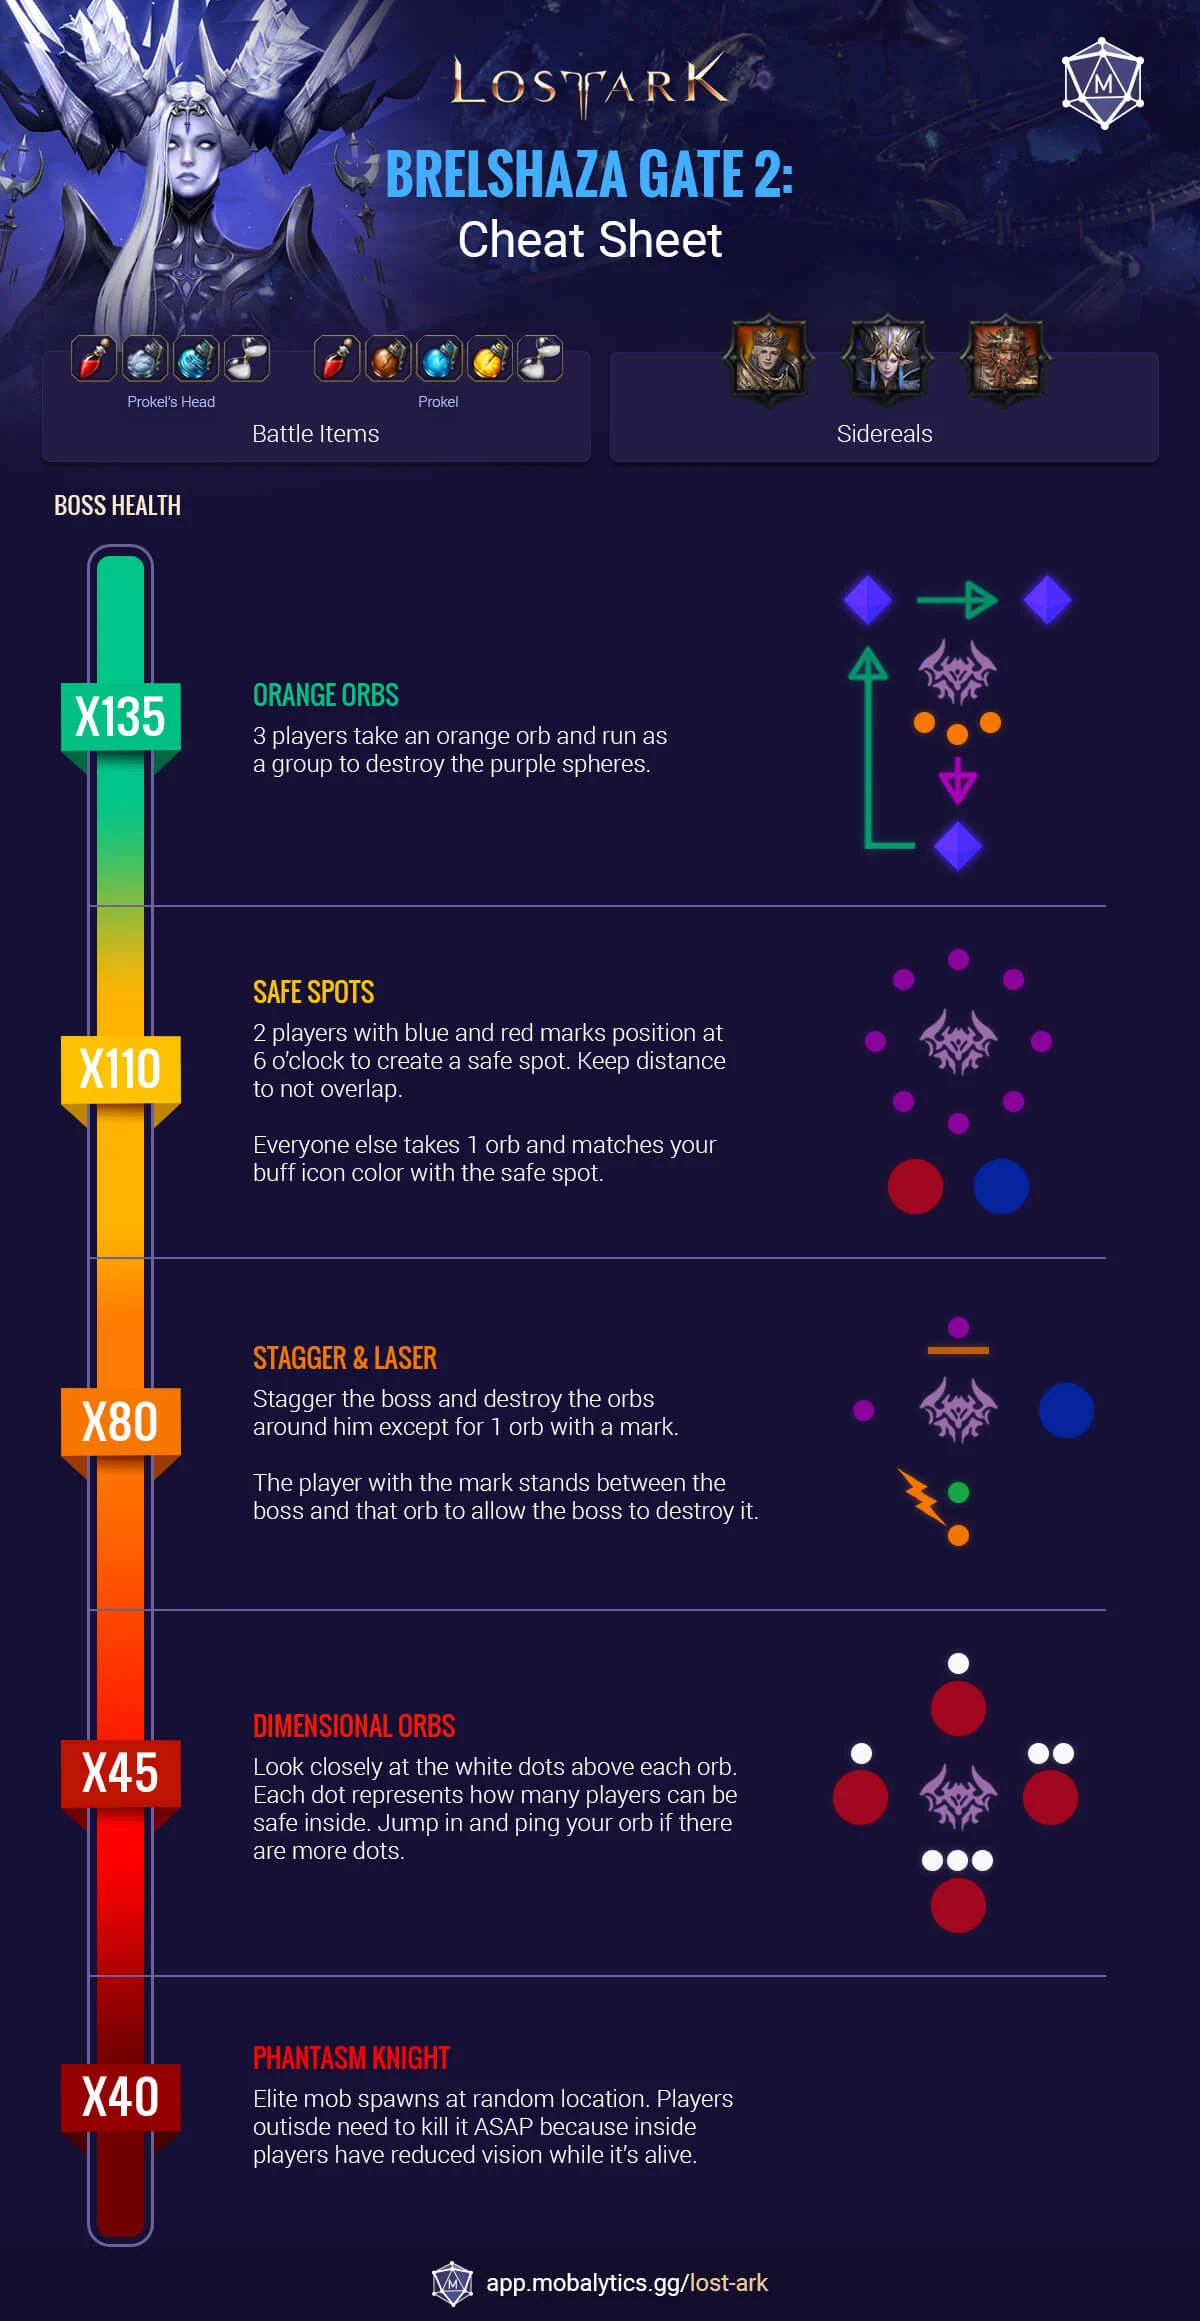 LOST ARK
M
BRELSHAZA GATE 2:
Cheat Sheet
Prokel's Head
Prokel
Battle Items
Sidereals
BOSS HEALTH
X135
ORANGE ORBS
3 players take an orange orb and run as
a group to destroy the purple spheres.
X110
SAFE SPOTS
2 players with blue and red marks position at
6 o'clock to create a safe spot. Keep distance
to not overlap.
Everyone else takes 1 orb and matches your
buff icon color with the safe spot.
X80
STAGGER & LASER
Stagger the boss and destroy the orbs
around him except for 1 orb with a mark.
The player with the mark stands between the
boss and that orb to allow the boss to destroy it.
X45
DIMENSIONAL ORBS
Look closely at the white dots above each orb.
Each dot represents how many players can be
safe inside. Jump in and ping your orb if there
are more dots.
X40
PHANTASM KNIGHT
Elite mob spawns at random location. Players
outisde need to kill it ASAP because inside
players have reduced vision while it's alive.
M
app.mobalytics.gg/lost-ark